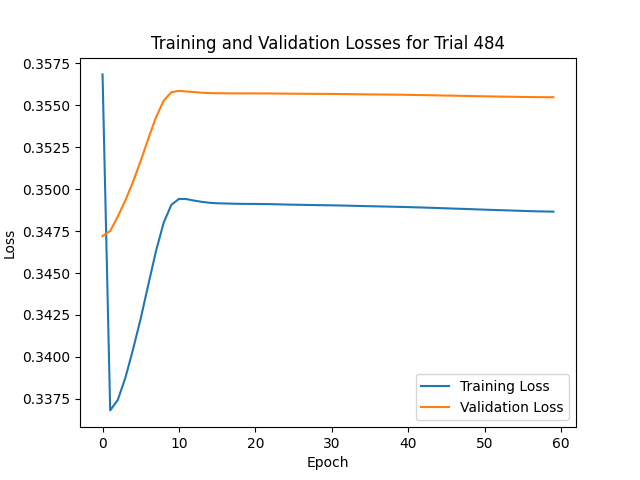 Training and Validation Losses for Trial 484
0.3575
0.3550
0.3525
0.3500
0.3475
0.3450
0.3425
0.3400
0.3375
Loss
0 10 20 30 40 50 60
Epoch
Training Loss
Validation Loss